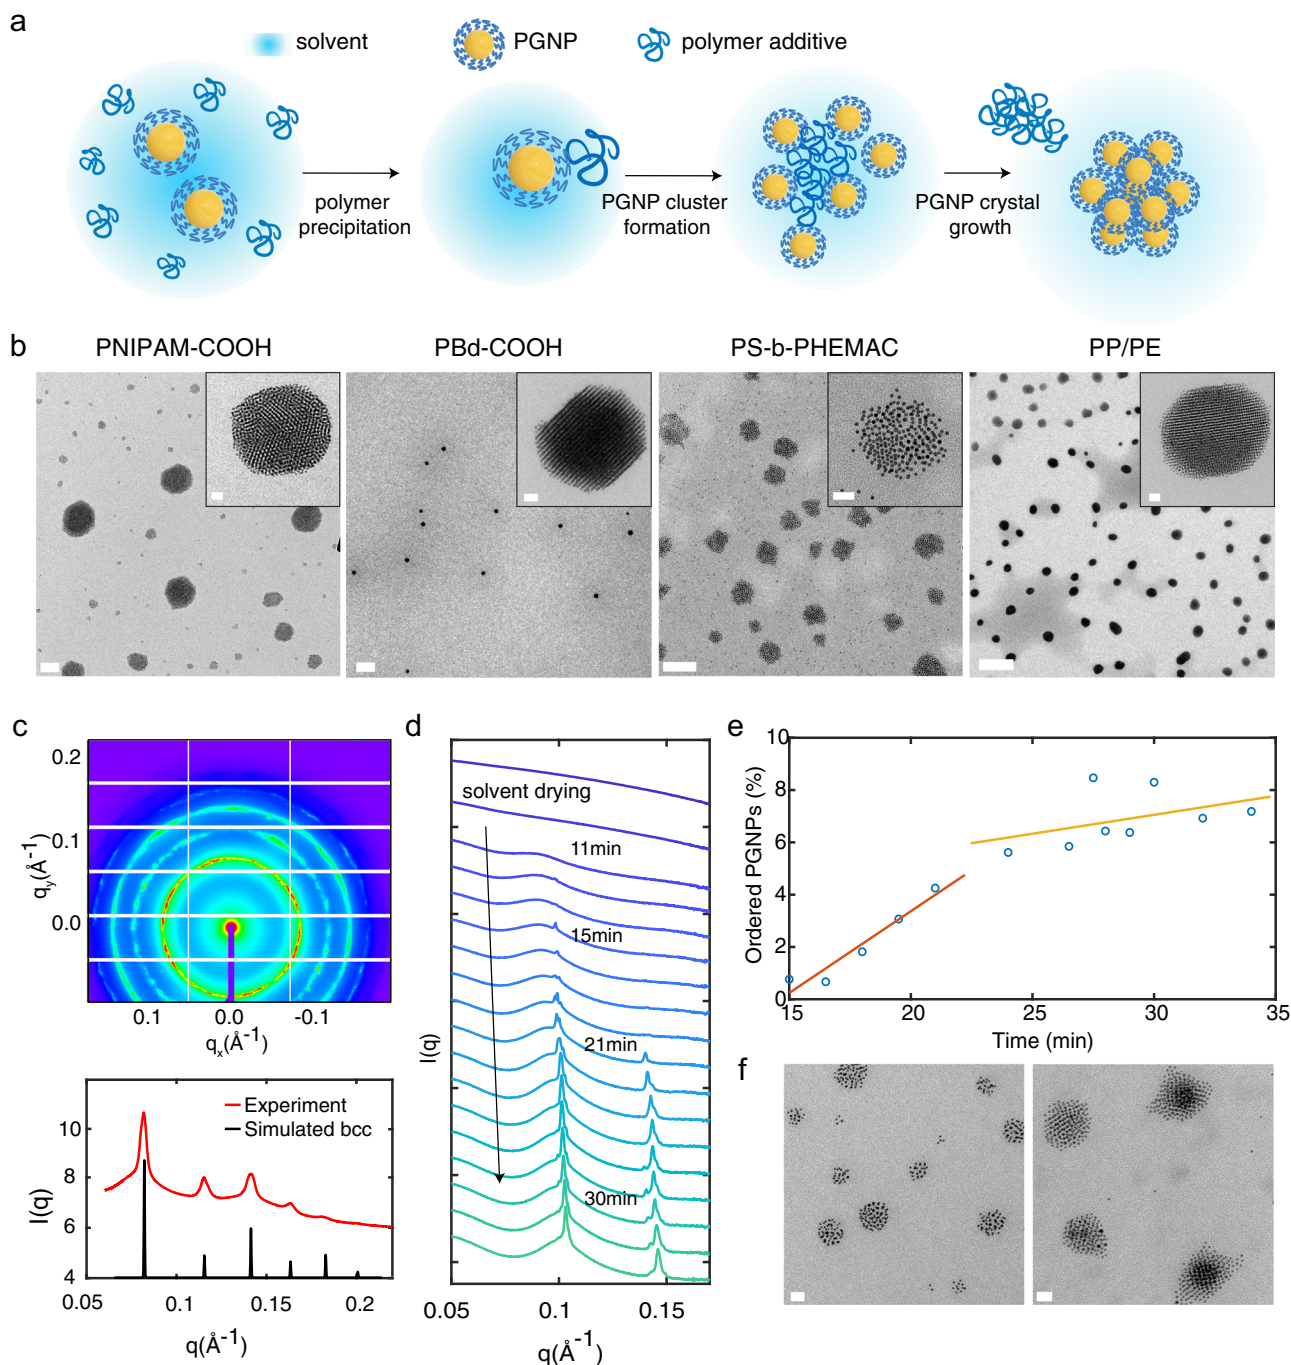 a
solvent
PGNP
polymer additive
polymer
precipitation
PGNP cluster
formation
PGNP crystal
growth
b
PNIPAM-COOH
PBd-COOH
PS-b-PHEMAC
PP/PE
c
0.2
0.1
0.0
qy(Å-1)
0.1
0.0
-0.1
qx(Å-1)
Experiment
Simulated bcc
10
8
6
4
I(q)
0.05
0.1
0.15
0.2
q(Å-1)
d
solvent drying
11min
15min
21min
30min
I(q)
0.05
0.1
0.15
q(Å-1)
e
10
8
6
4
2
0
Ordered PGNPs (%)
15
20
25
30
35
Time (min)
f